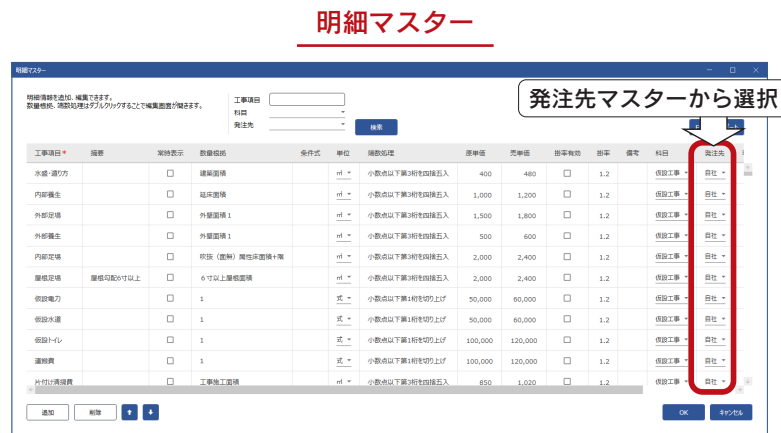 明細マスター
明細マスター
明細情報を追加、編集できます。
数量根拠、端数処理はダブルクリックすることで編集画面が開きます。
工事項目
科目
発注先
検索
発注先マスターから選択
工事項目* 摘要 常時表示 数量根拠 条件式 単位 端数処理 原単価 売単価 掛率有効 掛率 備考 科目 発注先
水盛・遣り方 建築面積 ㎡ 小数点以下第3桁を四捨五入 400 480 1.2 仮設工事 自社
内部養生 延床面積 ㎡ 小数点以下第3桁を四捨五入 1,000 1,200 1.2 仮設工事 自社
外部足場 外壁面積1 ㎡ 小数点以下第3桁を四捨五入 1,500 1,800 1.2 仮設工事 自社
外部養生 外壁面積1 ㎡ 小数点以下第3桁を四捨五入 500 600 1.2 仮設工事 自社
内部足場 吹抜（面無）属性床面積+階 ㎡ 小数点以下第3桁を四捨五入 2,000 2,400 1.2 仮設工事 自社
屋根足場 屋根勾配6寸以上 6寸以上屋根面積 ㎡ 小数点以下第3桁を四捨五入 2,000 2,400 1.2 仮設工事 自社
仮設電力 1 式 小数点以下第1桁を切り上げ 50,000 60,000 1.2 仮設工事 自社
仮設水道 1 式 小数点以下第1桁を切り上げ 50,000 60,000 1.2 仮設工事 自社
仮設トイレ 1 式 小数点以下第1桁を切り上げ 100,000 120,000 1.2 仮設工事 自社
運搬費 1 式 小数点以下第1桁を切り上げ 100,000 120,000 1.2 仮設工事 自社
片付け清掃費 工事施工面積 ㎡ 小数点以下第3桁を四捨五入 850 1,020 1.2 仮設工事 自社
追加 削除 OK キャンセル